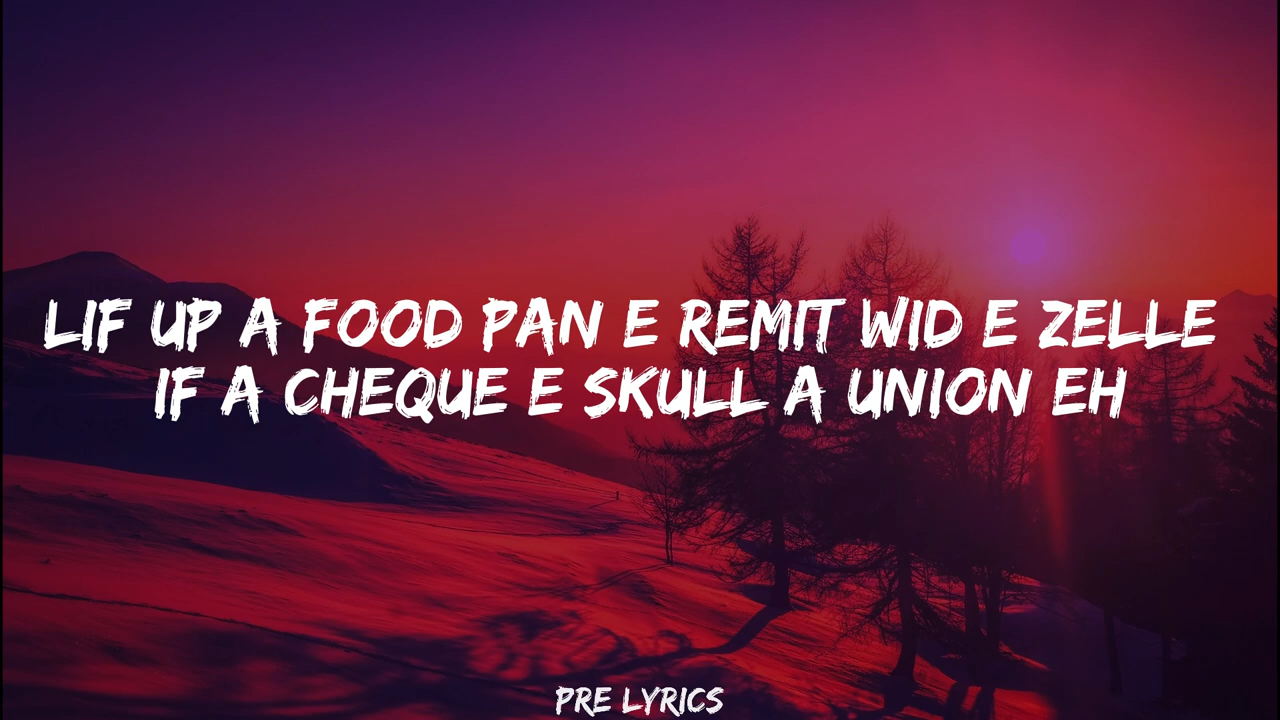 LIF UP A FOOD PAN E REMIT WID E ZELLE
IF A CHEQUE E SKULL A UNION EH
PRE LYRICS